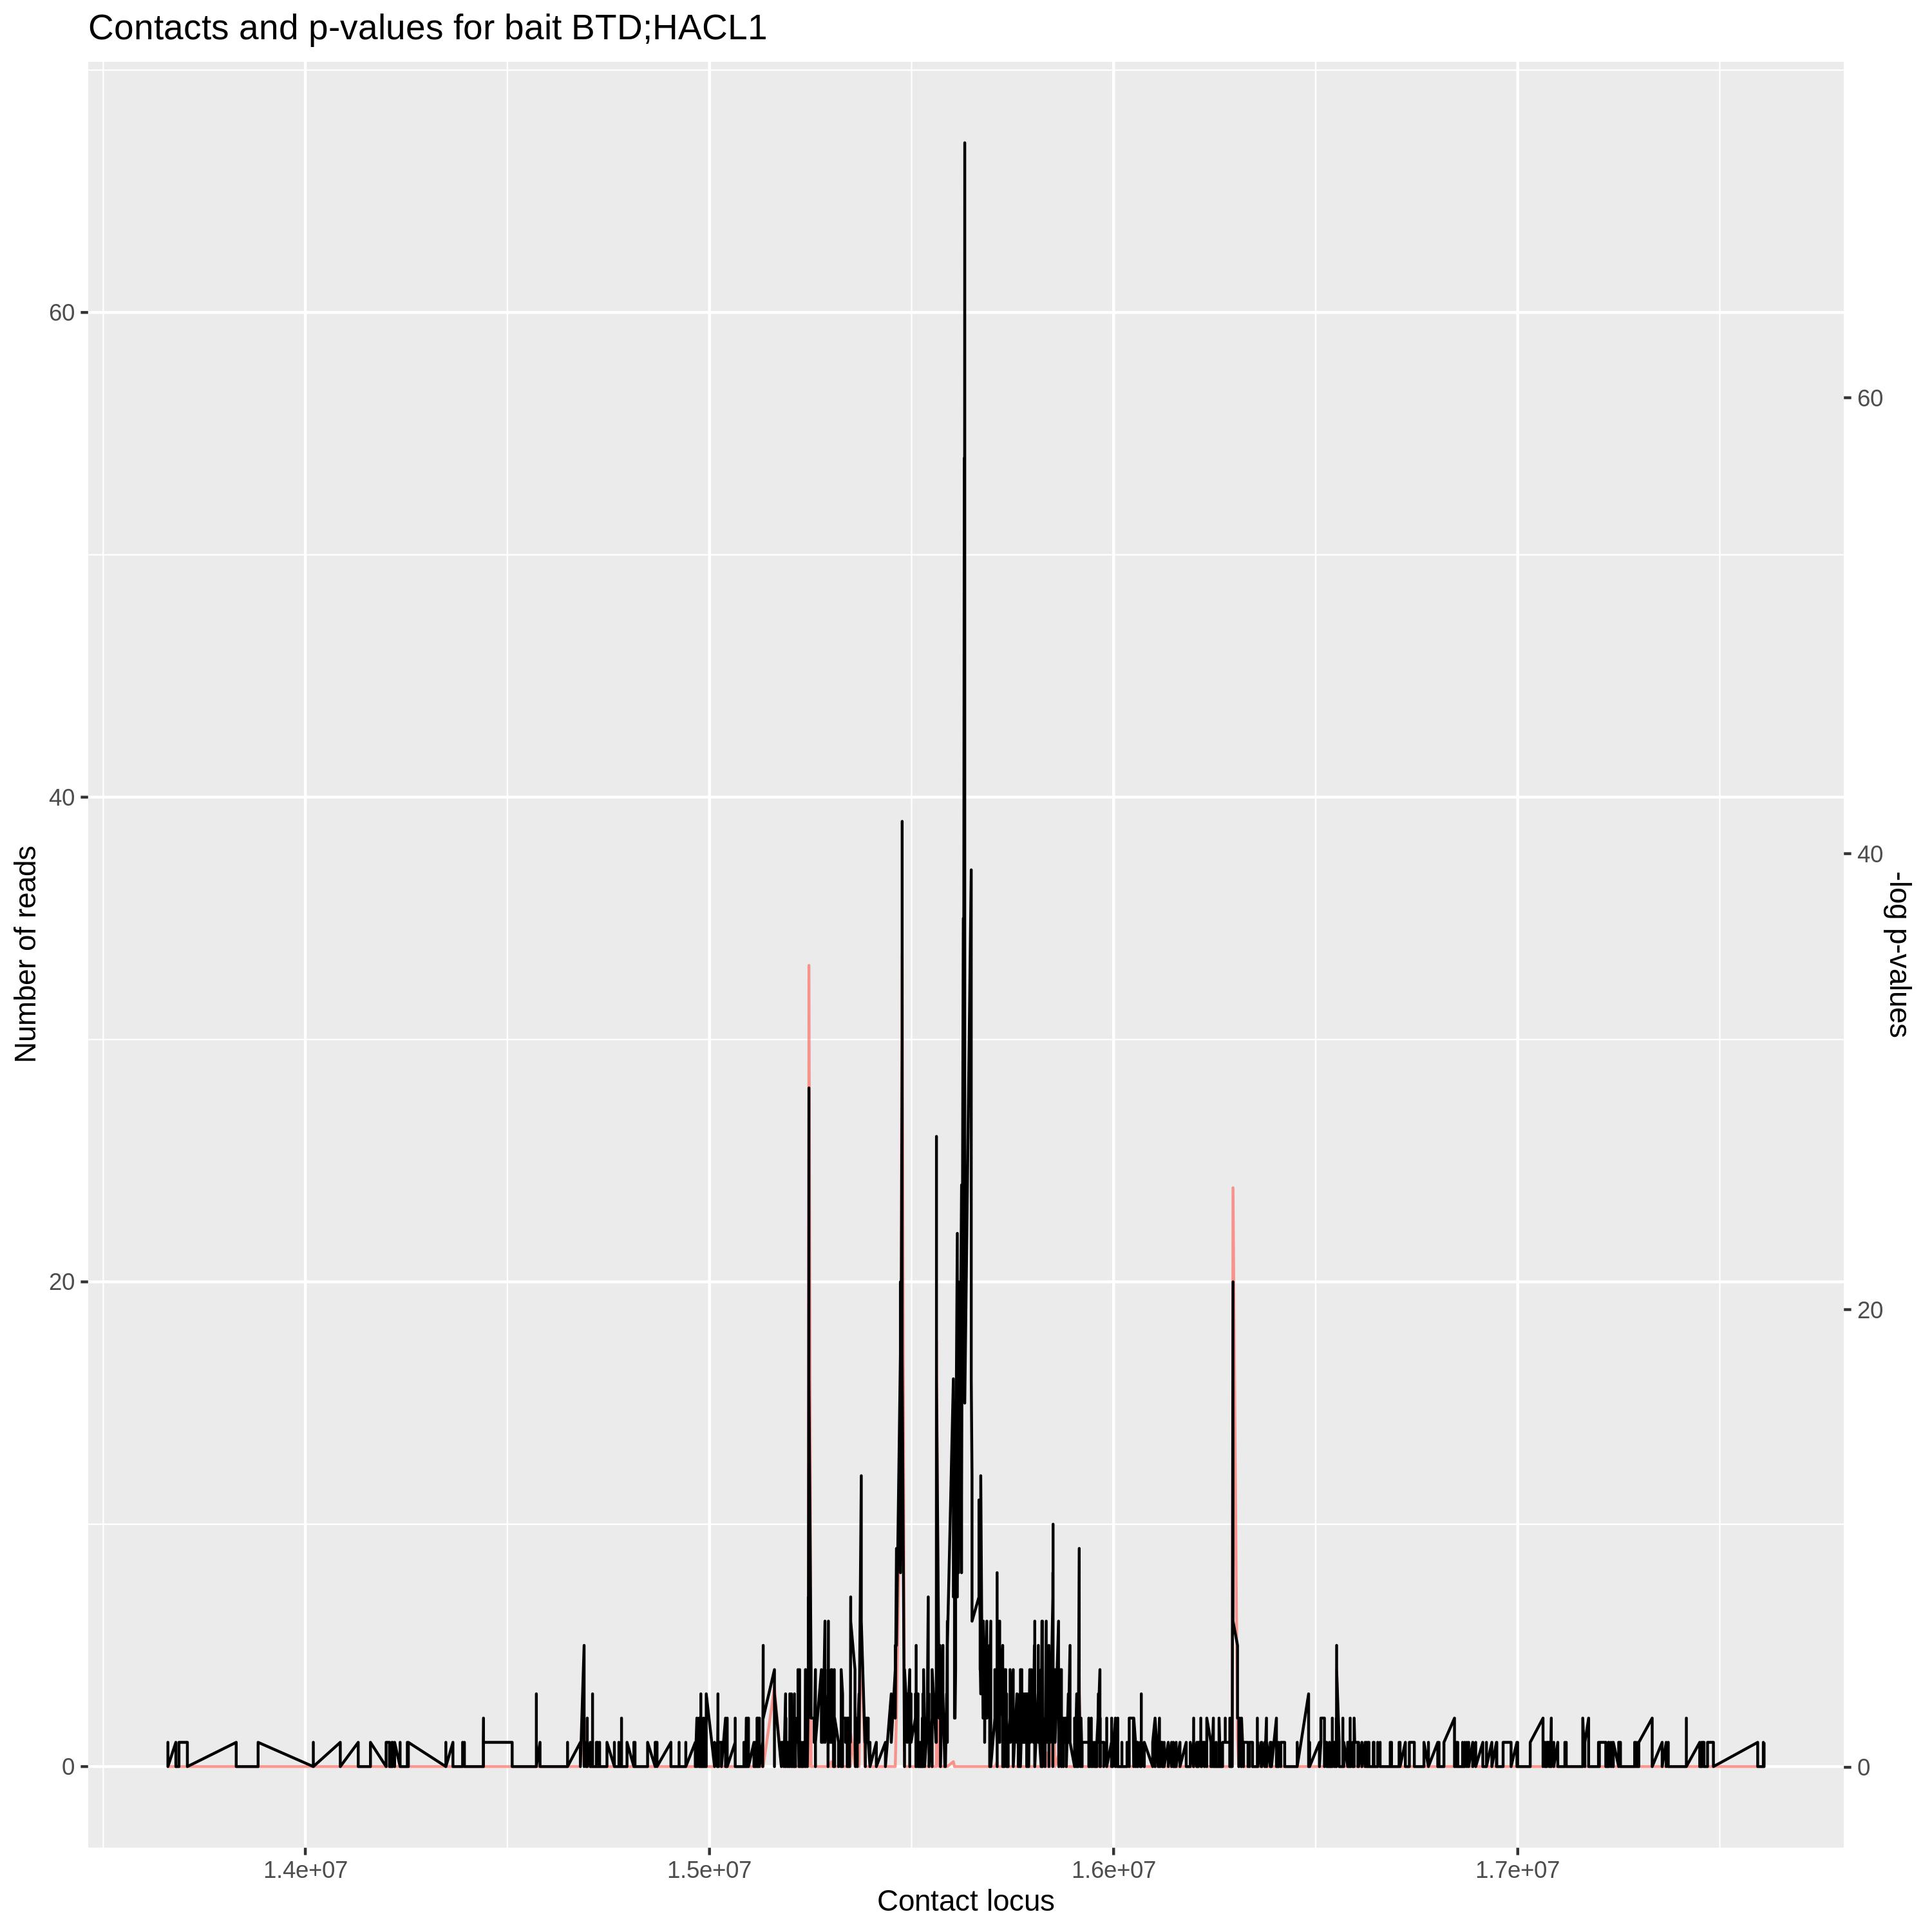 Contacts and p-values for bait BTD;HACL1
Number of reads
60
40
20
0
60
40
20
0
-log p-values
1.4e+07
1.5e+07
1.6e+07
1.7e+07
Contact locus